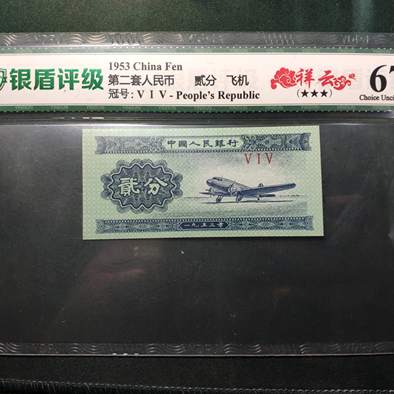 银盾评级
1953 China Fen
第二套人民币 贰分 飞机
冠号: V I V - People's Republic
祥云
(★★★)
67
Choice Unci
中國人民銀行
V I V
貳分
一九五三年